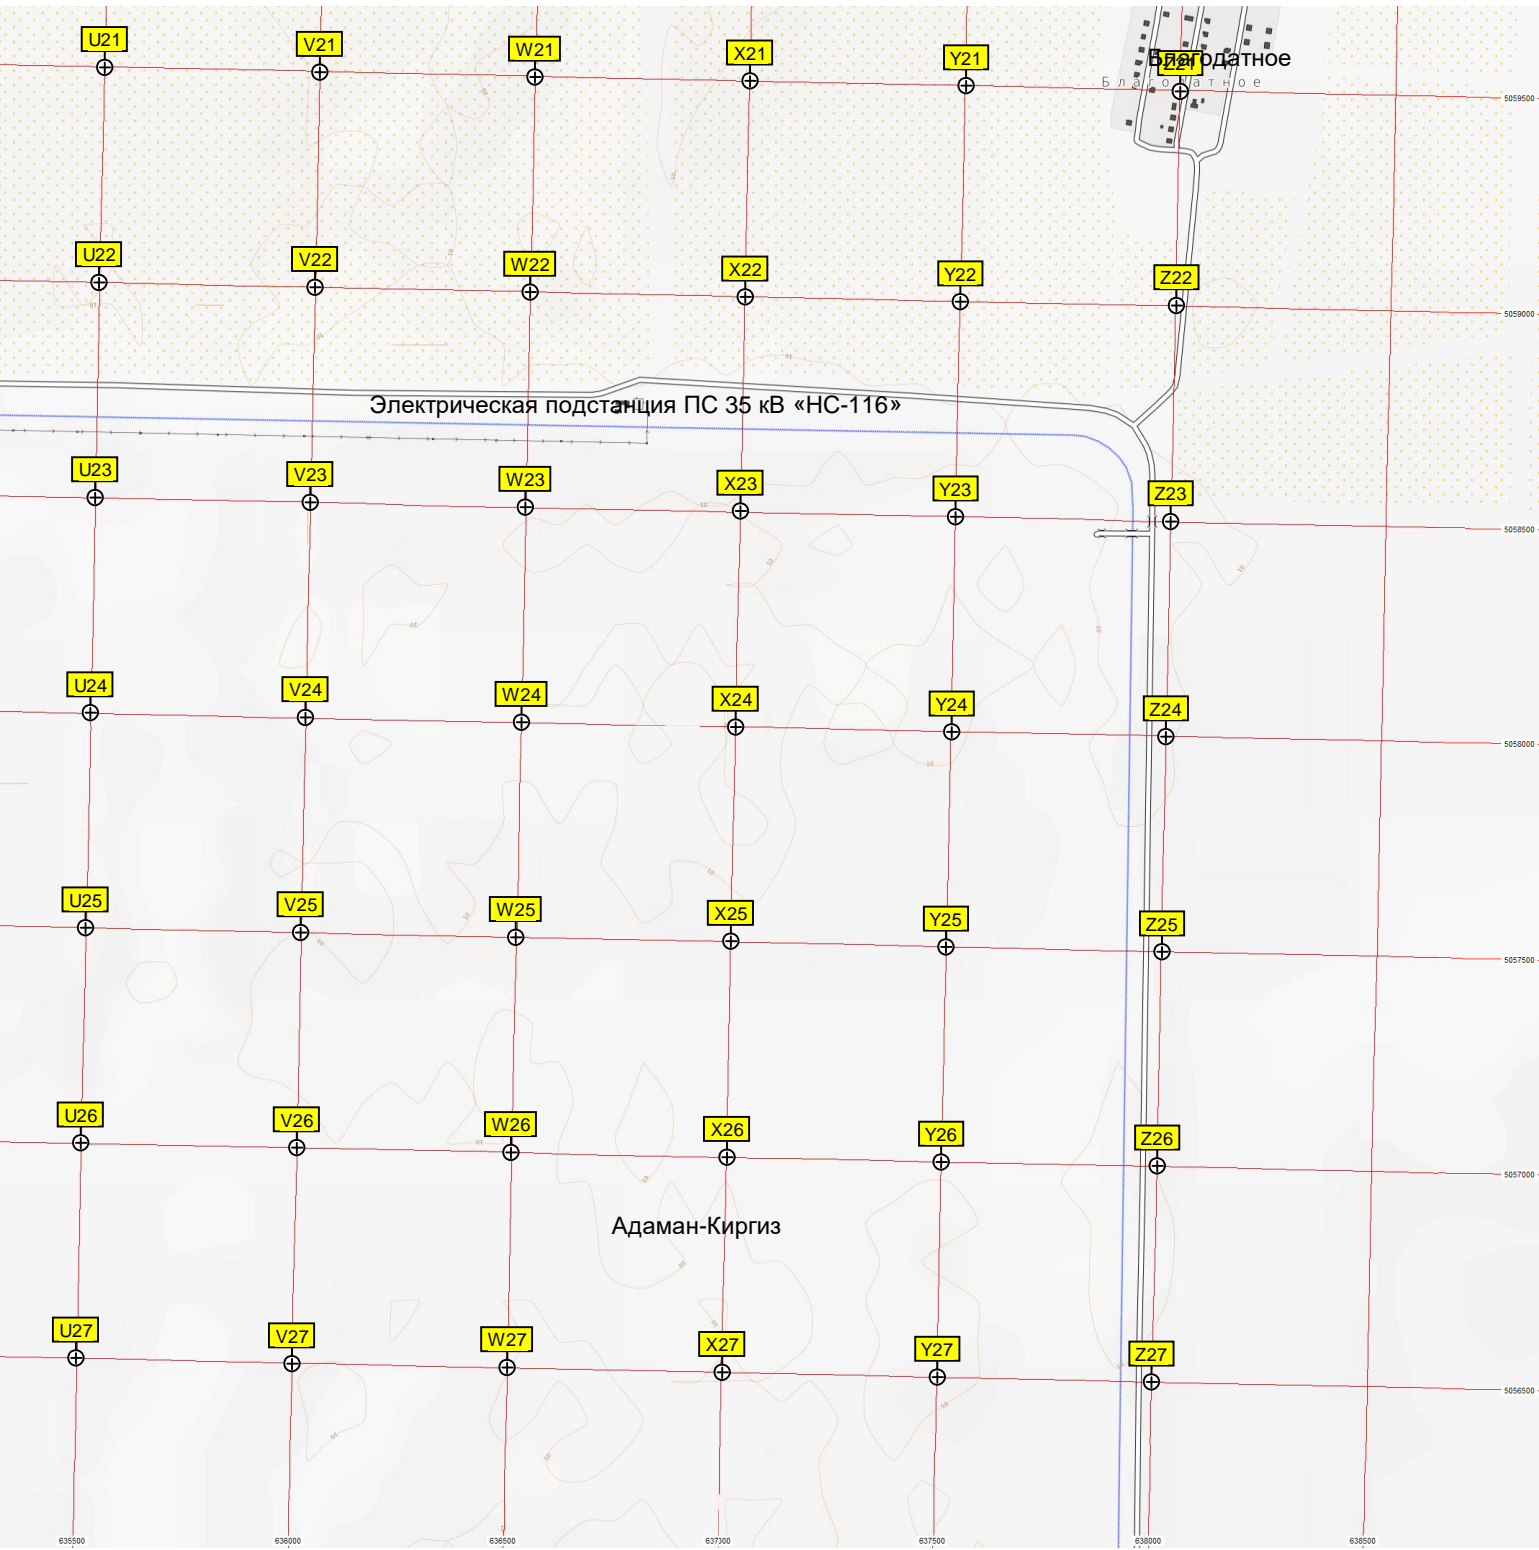 U21 V21 W21 X21 Y21 Z21
Благодатное
Благодатное
5059500
U22 V22 W22 X22 Y22 Z22
5059000
Электрическая подстанция ПС 35 кВ «НС-116»
U23 V23 W23 X23 Y23 Z23
5058500
U24 V24 W24 X24 Y24 Z24
5058000
U25 V25 W25 X25 Y25 Z25
5057500
U26 V26 W26 X26 Y26 Z26
5057000
Адаман-Киргиз
U27 V27 W27 X27 Y27 Z27
5056500
635500 636000 636500 637000 637500 638000 638500